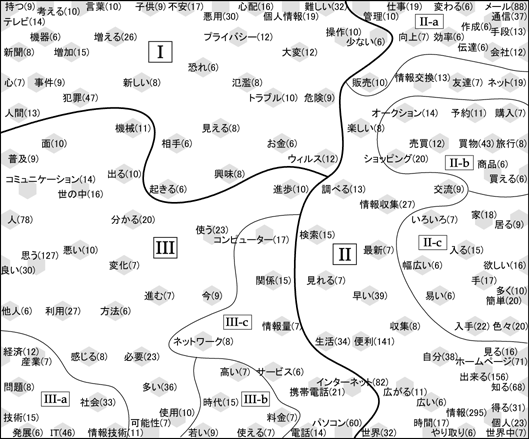 持つ(9) 考える(10) 言葉(10) 子供(9) 不安(17) 心配(16) 難しい(32) 仕事(19) 変わる(6) メール(88)
テレビ(14) 悪用(30) 個人情報(19) 管理(10) II-a 通信(37)
機器(6) 増える(26) プライバシー(12) 操作(10) 作成(6) 手段(13)
新聞(8) 増加(15) I 大変(12) 少ない(6) 向上(7) 効率(6) 伝達(6) 会社(12)
恐れ(6)
心(7) 事件(9) 新しい(8) 氾濫(8) 販売(10) 情報交換(13) 友達(7) ネット(19)
犯罪(47) トラブル(10) 危険(9)
人間(13) オークション(14) 予約(11) 購入(7)
機械(11) 見える(8) 楽しい(8)
面(10) 相手(6) お金(6) 売買(12) 買物(43) 旅行(8)
普及(9) ウィルス(12) ショッピング(20) II-b 商品(6)
コミュニケーション(14) 出る(10) 興味(8) 買える(6)
世の中(16) 起きる(6) 進歩(10) 調べる(13) 交流(9)
情報収集(27)
人(78) 分かる(20) いろいろ(7) 家(18)
使う(23) 居る(9)
コンピューター(17) 検索(15) II-c
思う(127) 悪い(10) III II 最新(7) 入る(15)
良い(30) 変化(7) 幅広い(6) 欲しい(16)
関係(15) 見れる(7) 手(17)
進む(7) 今(9) 早い(39) 易い(6) 多く(10)
簡単(20)
他人(6) 利用(27) 方法(6) III-c 情報量(7) 収集(8) 入手(22) 色々(20)
ネットワーク(8) 生活(34) 便利(141)
経済(12) 感じる(8) 必要(23) 自分(38) 見る(16)
産業(7) 高い(7) サービス(6) ホームページ(71)
問題(8) 多い(36) インターネット(82) 出来る(156)
III-a 携帯電話(21) 広がる(11) 知る(68)
社会(33) 時代(15) III-b 広い(6) 得る(31)
技術(15) 使用(10) 料金(7) 情報(295)
可能性(7) パソコン(60) 時間(17) 個人(23)
発展(6) IT(46) 情報技術(11) 若い(9) 使える(7) 電話(14) 世界(32) やり取り(6) 世界中(7)